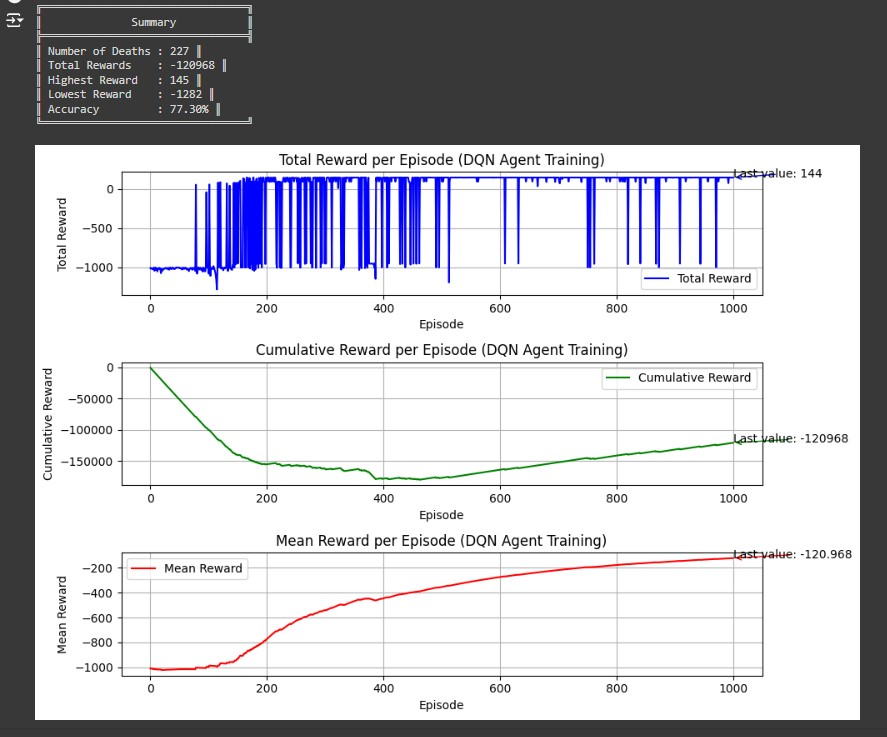 Summary
Number of Deaths : 227
Total Rewards : -120968
Highest Reward : 145
Lowest Reward : -1282
Accuracy : 77.30%
Total Reward per Episode (DQN Agent Training)
Last value: 144
0
−500
−1000
Total Reward
Total Reward
0 200 400 600 800 1000
Episode
Cumulative Reward per Episode (DQN Agent Training)
0
−50000
−100000
−150000
Cumulative Reward
Cumulative Reward
Last value: -120968
0 200 400 600 800 1000
Episode
Mean Reward per Episode (DQN Agent Training)
Last value: -120.968
−200
−400
−600
−800
−1000
Mean Reward
Mean Reward
0 200 400 600 800 1000
Episode